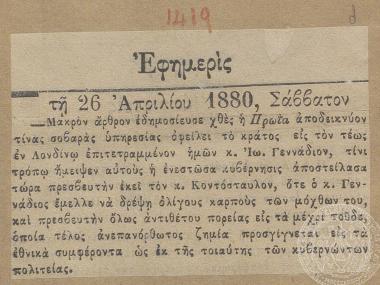 1419
Ἐφημερὶς
τῇ 26 Ἀπριλίου 1880, Σάββατον
—Μακρὸν ἄρθρον ἐδημοσίευσε χθὲς ἡ Πρωΐα ἀποδεικνύον
τίνας σοβαρὰς ὑπηρεσίας ὀφείλει τὸ κράτος εἰς τὸν τέως
ἐν Λονδίνῳ ἐπιτετραμμένον ἡμῶν κ. Ἰω. Γεννάδιον, τίνι
τρόπῳ ἤμειψεν αὐτοὺς ἡ ἐνεστῶσα κυβέρνησις ἀποστείλασα
τώρα πρεσβευτὴν ἐκεῖ τὸν κ. Κοντόσταυλον, ὅτε ὁ κ. Γεν-
νάδιος ἔμελλε νὰ δρέψῃ ὀλίγους καρποὺς τῶν μόχθων του,
καὶ πρεσβευτὴν ὅλως ἀντιθέτου πορείας εἰς τὰ μέχρι τοῦδε,
ὁποία τέλος ἀνεπανόρθωτος ζημία προσγίγνεται εἰς τὰ
ἐθνικὰ συμφέροντα ὡς ἐκ τῆς τοιαύτης τῶν κυβερνώντων
πολιτείας.